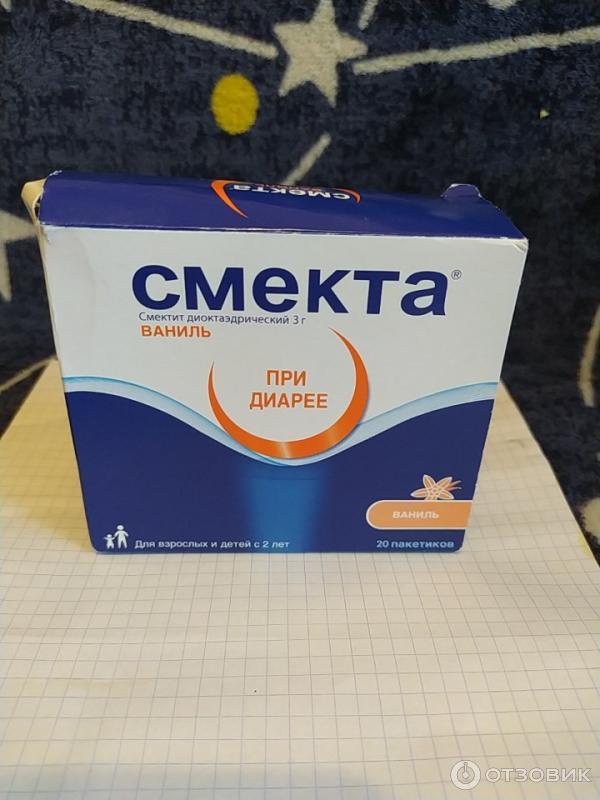 смекта
смекта®
Смектит диоктаэдрический 3 г
ВАНИЛЬ
ПРИ
ДИАРЕЕ
ВАНИЛЬ
Для взрослых и детей с 2 лет
20 пакетиков
ОТЗОВИК